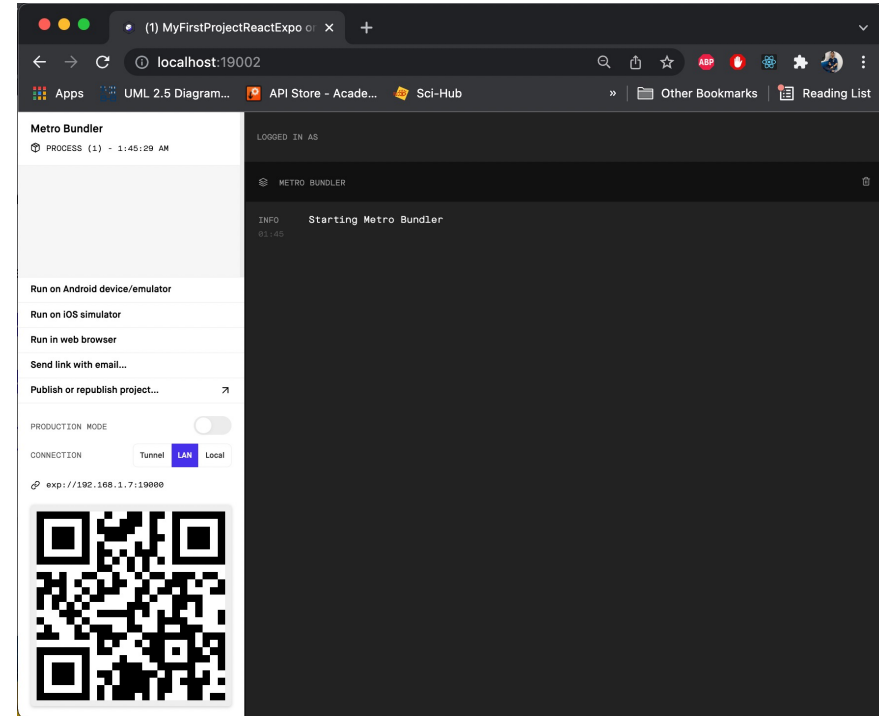 (1) MyFirstProjectReactExpo on
localhost:19002
ABP
Apps
UML 2.5 Diagram...
API Store - Acade...
Sci-Hub
»
Other Bookmarks
Reading List
Metro Bundler
PROCESS (1) - 1:45:29 AM
LOGGED IN AS
METRO BUNDLER
INFO
Starting Metro Bundler
01:45
Run on Android device/emulator
Run on iOS simulator
Run in web browser
Send link with email...
Publish or republish project...
PRODUCTION MODE
CONNECTION
Tunnel
LAN
Local
exp://192.168.1.7:19000